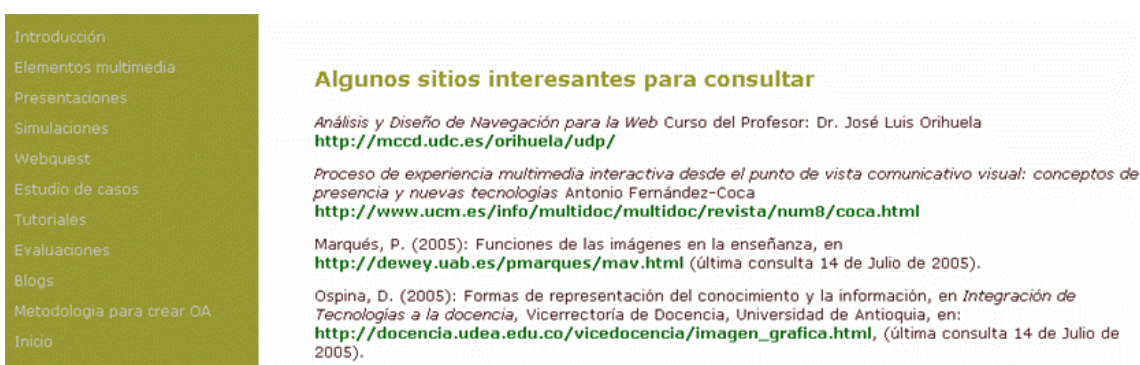 Introducción
Elementos multimedia
Presentaciones
Simulaciones
Webquest
Estudio de casos
Tutoriales
Evaluaciones
Blogs
Metodologia para crear OA
Inicio
Algunos sitios interesantes para consultar
Análisis y Diseño de Navegación para la Web Curso del Profesor: Dr. José Luis Orihuela
http://mccd.udc.es/orihuela/udp/
Proceso de experiencia multimedia interactiva desde el punto de vista comunicativo visual: conceptos de
presencia y nuevas tecnologías Antonio Fernández-Coca
http://www.ucm.es/info/multidoc/multidoc/revista/num8/coca.html
Marqués, P. (2005): Funciones de las imágenes en la enseñanza, en
http://dewey.uab.es/pmarques/mav.html (última consulta 14 de Julio de 2005).
Ospina, D. (2005): Formas de representación del conocimiento y la información, en Integración de
Tecnologías a la docencia, Vicerrectoría de Docencia, Universidad de Antioquia, en:
http://docencia.udea.edu.co/vicedocencia/imagen_grafica.html, (última consulta 14 de Julio de
2005).